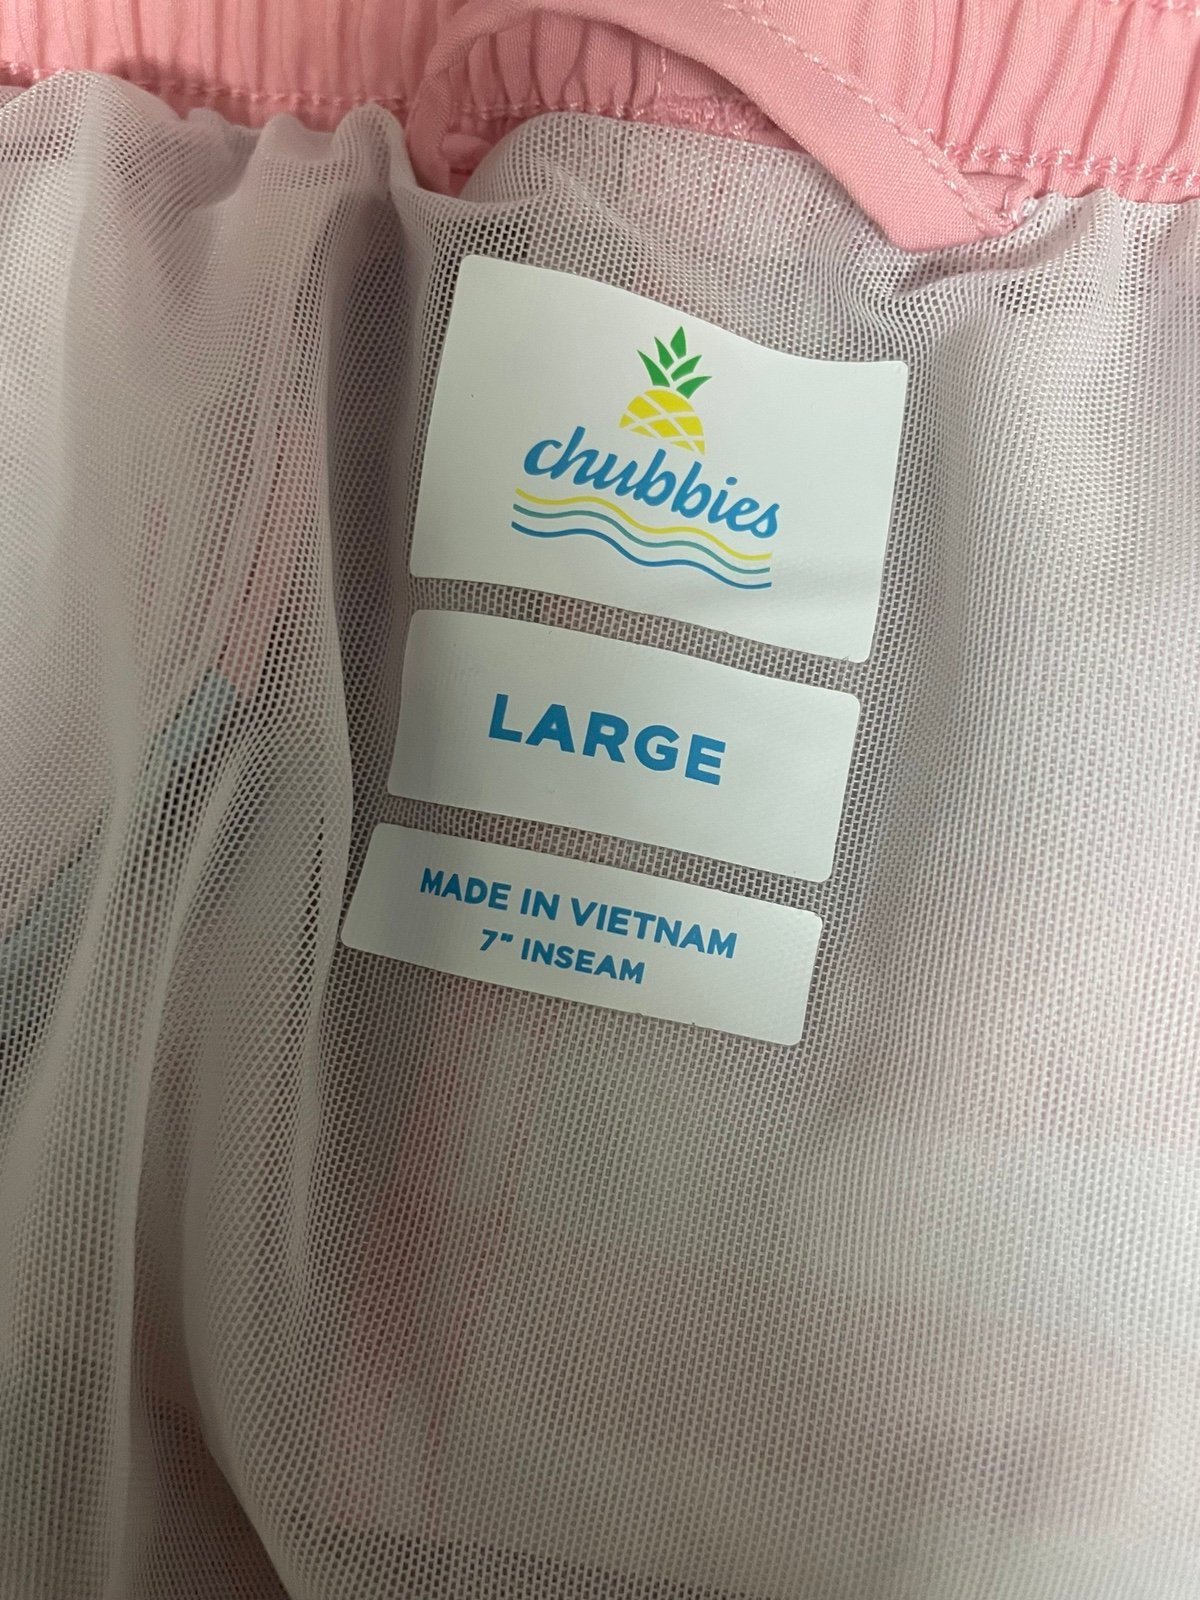 chubbies
LARGE
MADE IN VIETNAM
7" INSEAM